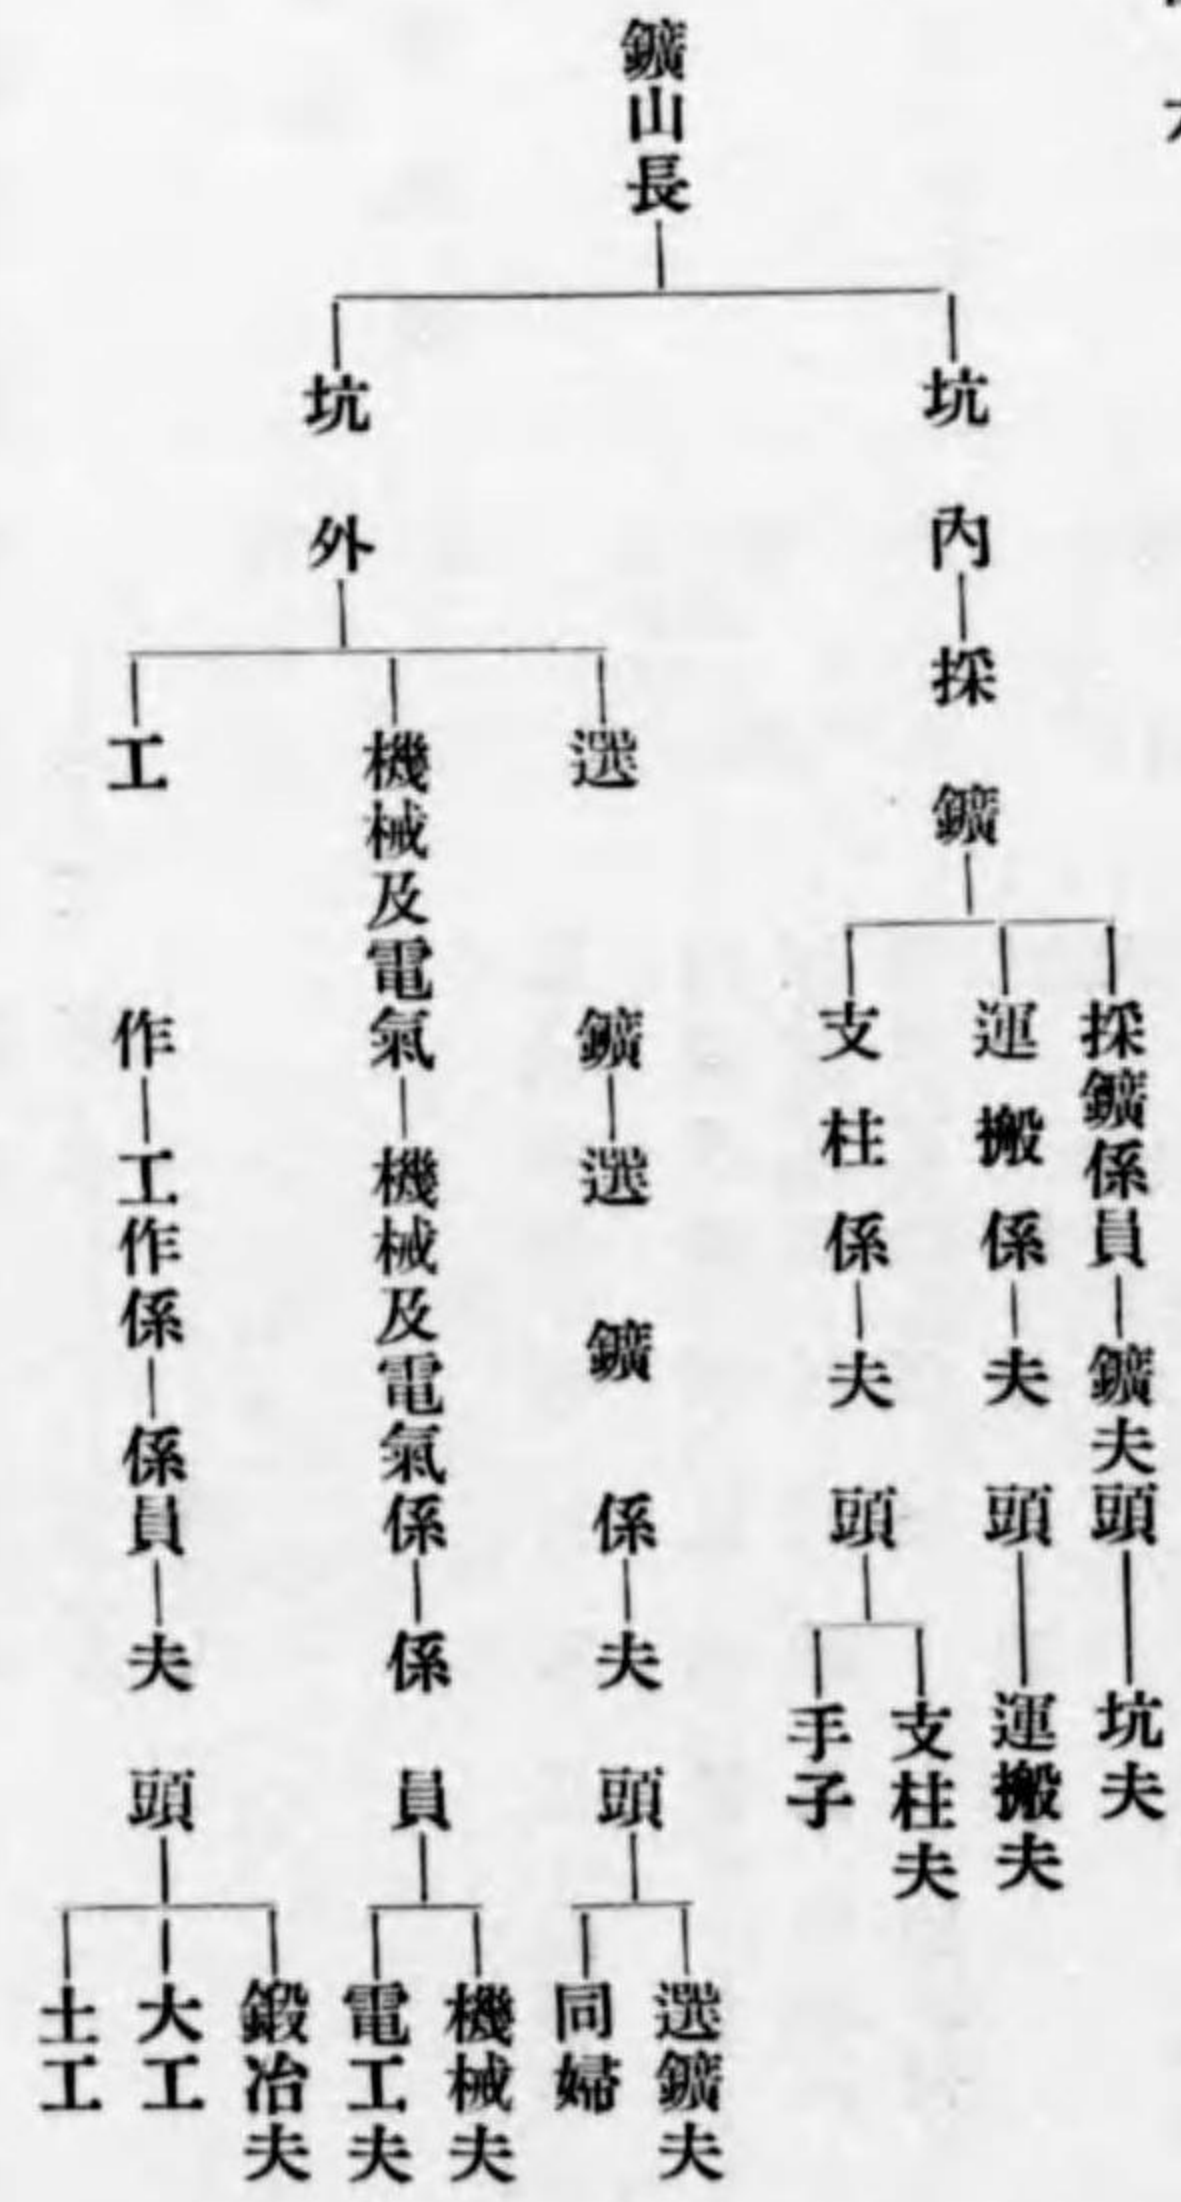 鑛山長
坑內
採鑛
採鑛係員
鑛夫頭
坑夫
運搬係
夫頭
運搬夫
支柱係
夫頭
支柱夫
手子
坑外
選鑛
選鑛係
夫頭
選鑛夫
同婦
機械及電氣
機械及電氣係
係員
機械夫
電工夫
工作
工作係
係員
夫頭
鍛冶夫
大工
土工